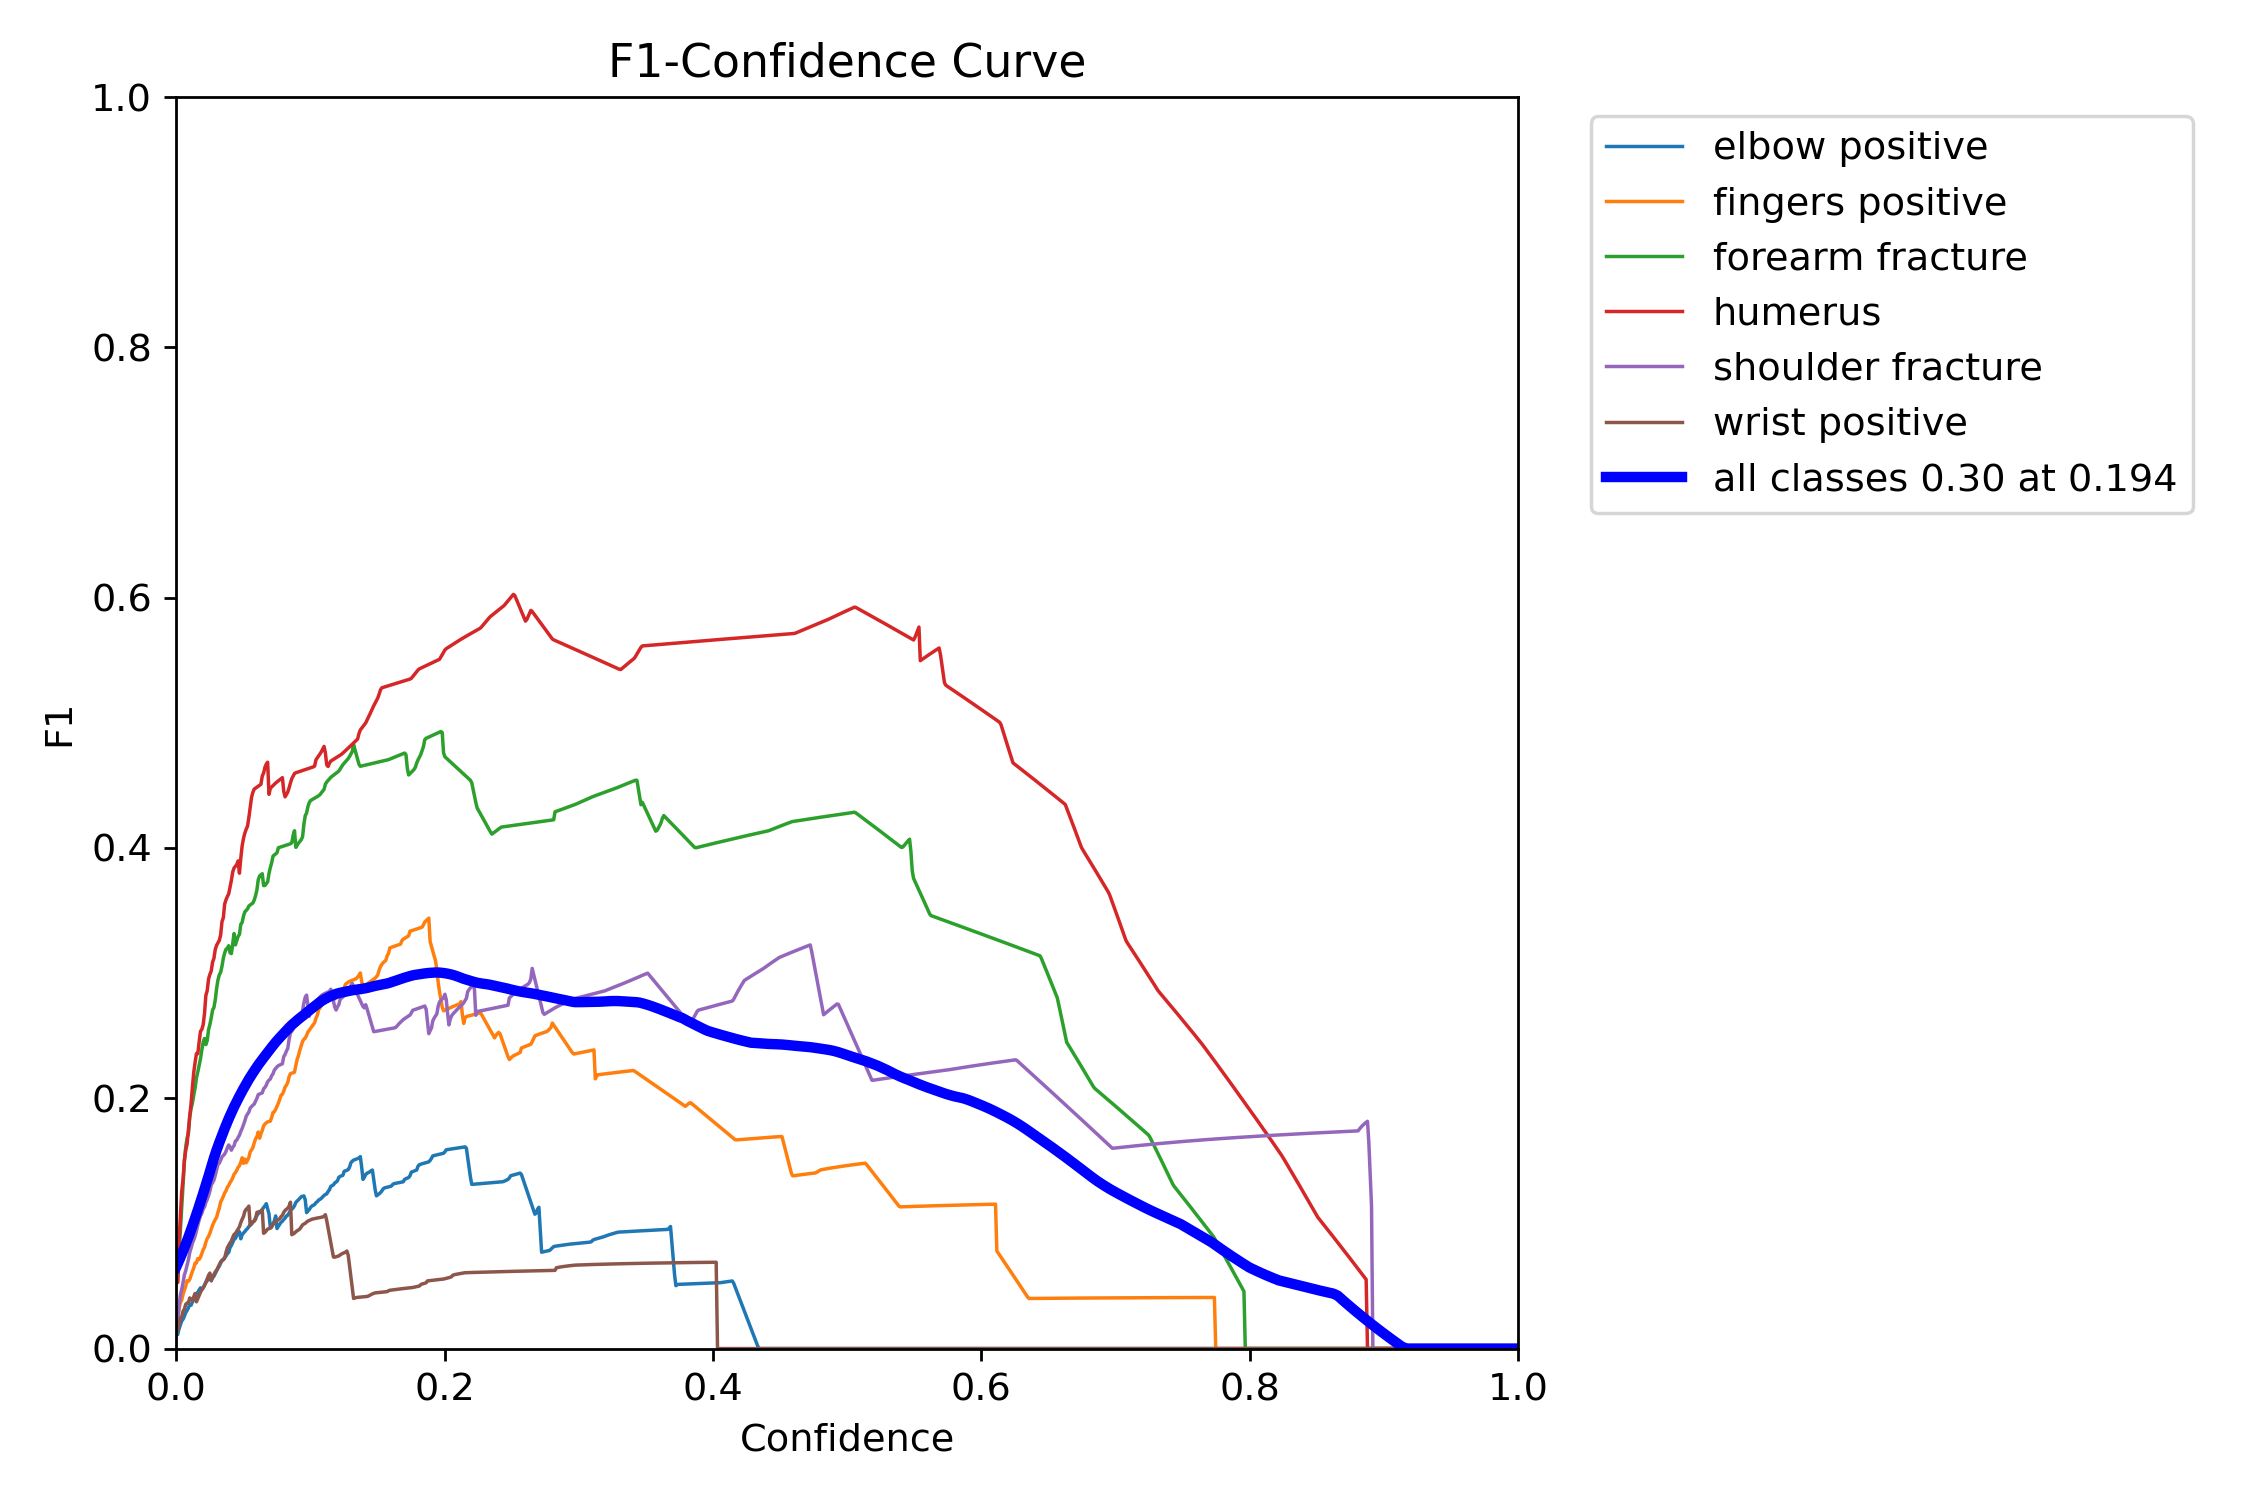 F1-Confidence Curve
1.0
0.8
0.6
0.4
0.2
0.0
F1
0.0 0.2 0.4 0.6 0.8 1.0
Confidence
elbow positive
fingers positive
forearm fracture
humerus
shoulder fracture
wrist positive
all classes 0.30 at 0.194